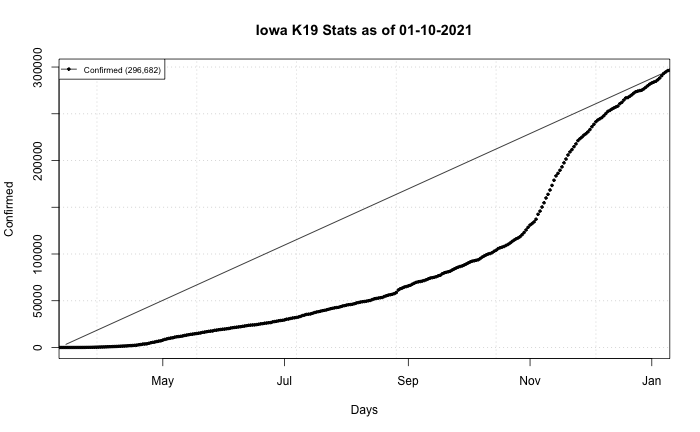 Iowa K19 Stats as of 01-10-2021
Confirmed (296,682)
Confirmed
300000
200000
100000
50000
0
May
Jul
Sep
Nov
Jan
Days